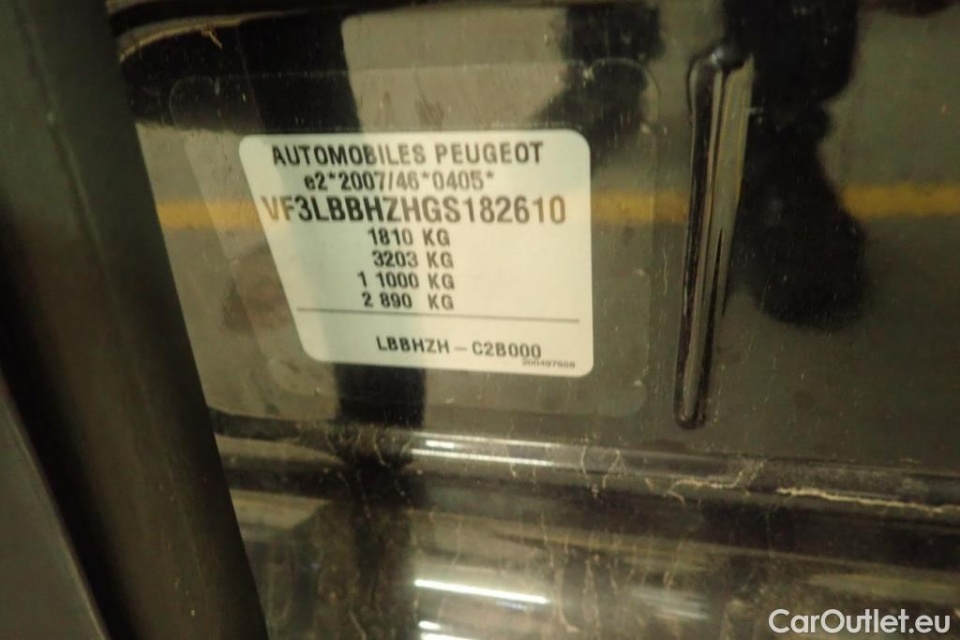 AUTOMOBILES PEUGEOT
e2*2007/46*0405*
VF3LBBHZHGS182610
1810 KG
3203 KG
1 1000 KG
2 890 KG
LBBHZH - C2B000
CarOutlet.eu